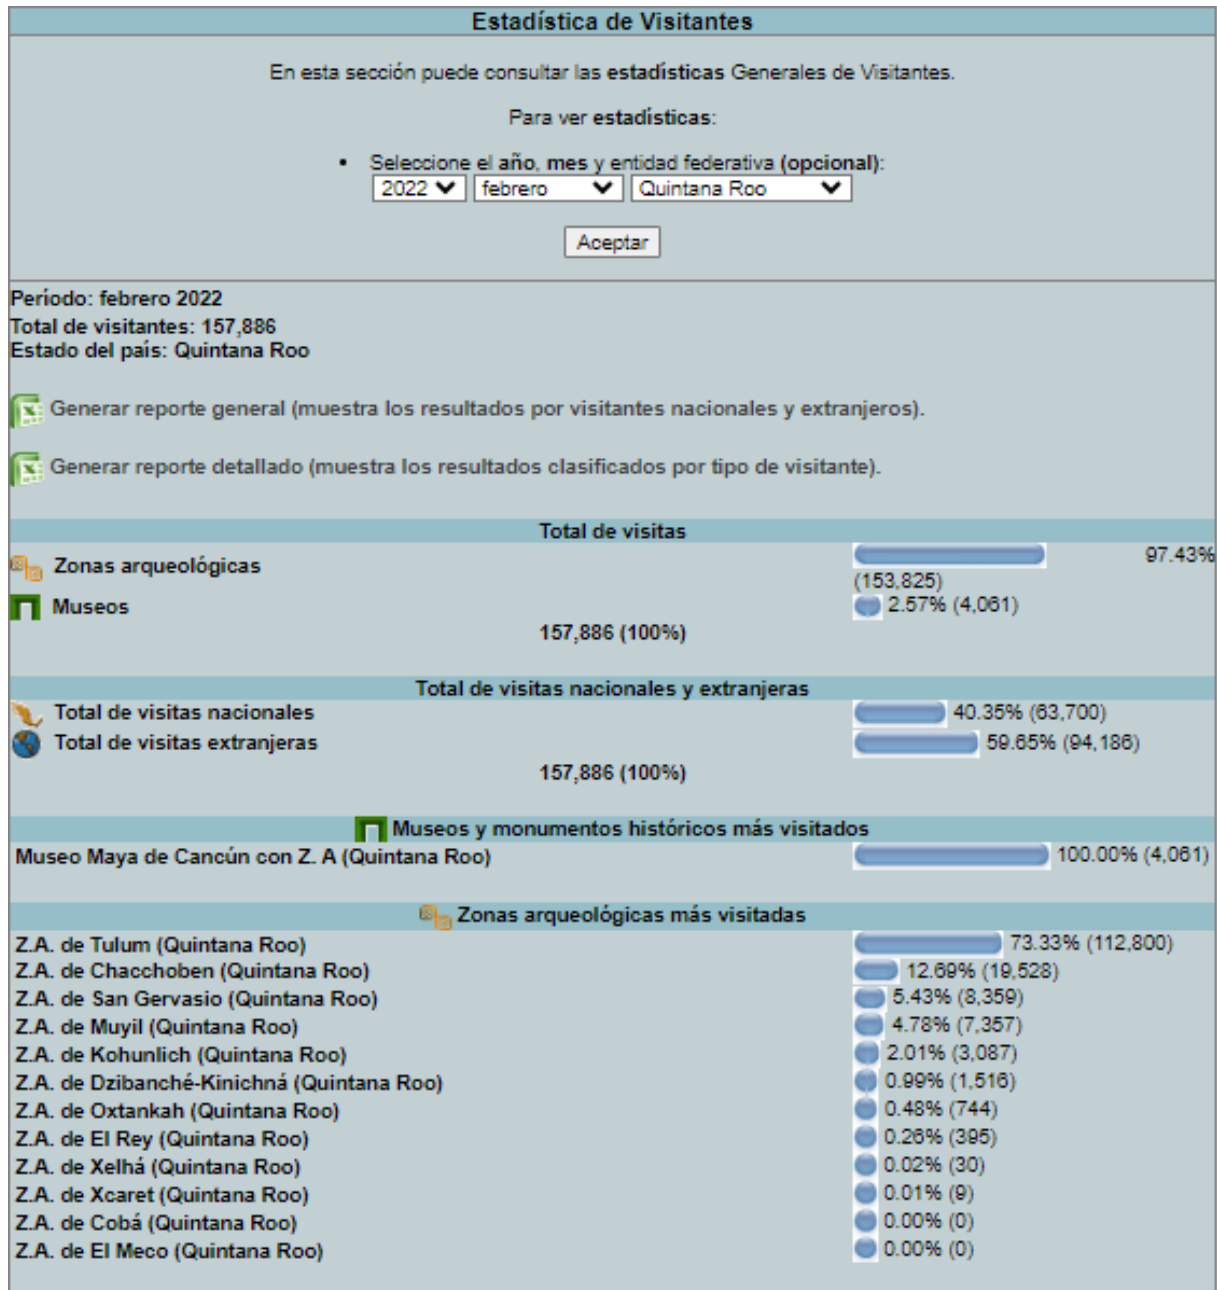 Estadística de Visitantes
En esta sección puede consultar las estadísticas Generales de Visitantes.
Para ver estadísticas:
• Seleccione el año, mes y entidad federativa (opcional):
2022 febrero Quintana Roo
Aceptar
Período: febrero 2022
Total de visitantes: 157,886
Estado del país: Quintana Roo
Generar reporte general (muestra los resultados por visitantes nacionales y extranjeros).
Generar reporte detallado (muestra los resultados clasificados por tipo de visitante).
Total de visitas
Zonas arqueológicas 97.43%
(153,825)
Museos 2.57% (4,061)
157,886 (100%)
Total de visitas nacionales y extranjeras
Total de visitas nacionales 40.35% (63,700)
Total de visitas extranjeras 59.65% (94,186)
157,886 (100%)
Museos y monumentos históricos más visitados
Museo Maya de Cancún con Z. A (Quintana Roo) 100.00% (4,061)
Zonas arqueológicas más visitadas
Z.A. de Tulum (Quintana Roo) 73.33% (112,800)
Z.A. de Chacchoben (Quintana Roo) 12.69% (19,528)
Z.A. de San Gervasio (Quintana Roo) 5.43% (8,359)
Z.A. de Muyil (Quintana Roo) 4.78% (7,357)
Z.A. de Kohunlich (Quintana Roo) 2.01% (3,087)
Z.A. de Dzibanché-Kinichná (Quintana Roo) 0.99% (1,516)
Z.A. de Oxtankah (Quintana Roo) 0.48% (744)
Z.A. de El Rey (Quintana Roo) 0.26% (395)
Z.A. de Xelhá (Quintana Roo) 0.02% (30)
Z.A. de Xcaret (Quintana Roo) 0.01% (9)
Z.A. de Cobá (Quintana Roo) 0.00% (0)
Z.A. de El Meco (Quintana Roo) 0.00% (0)